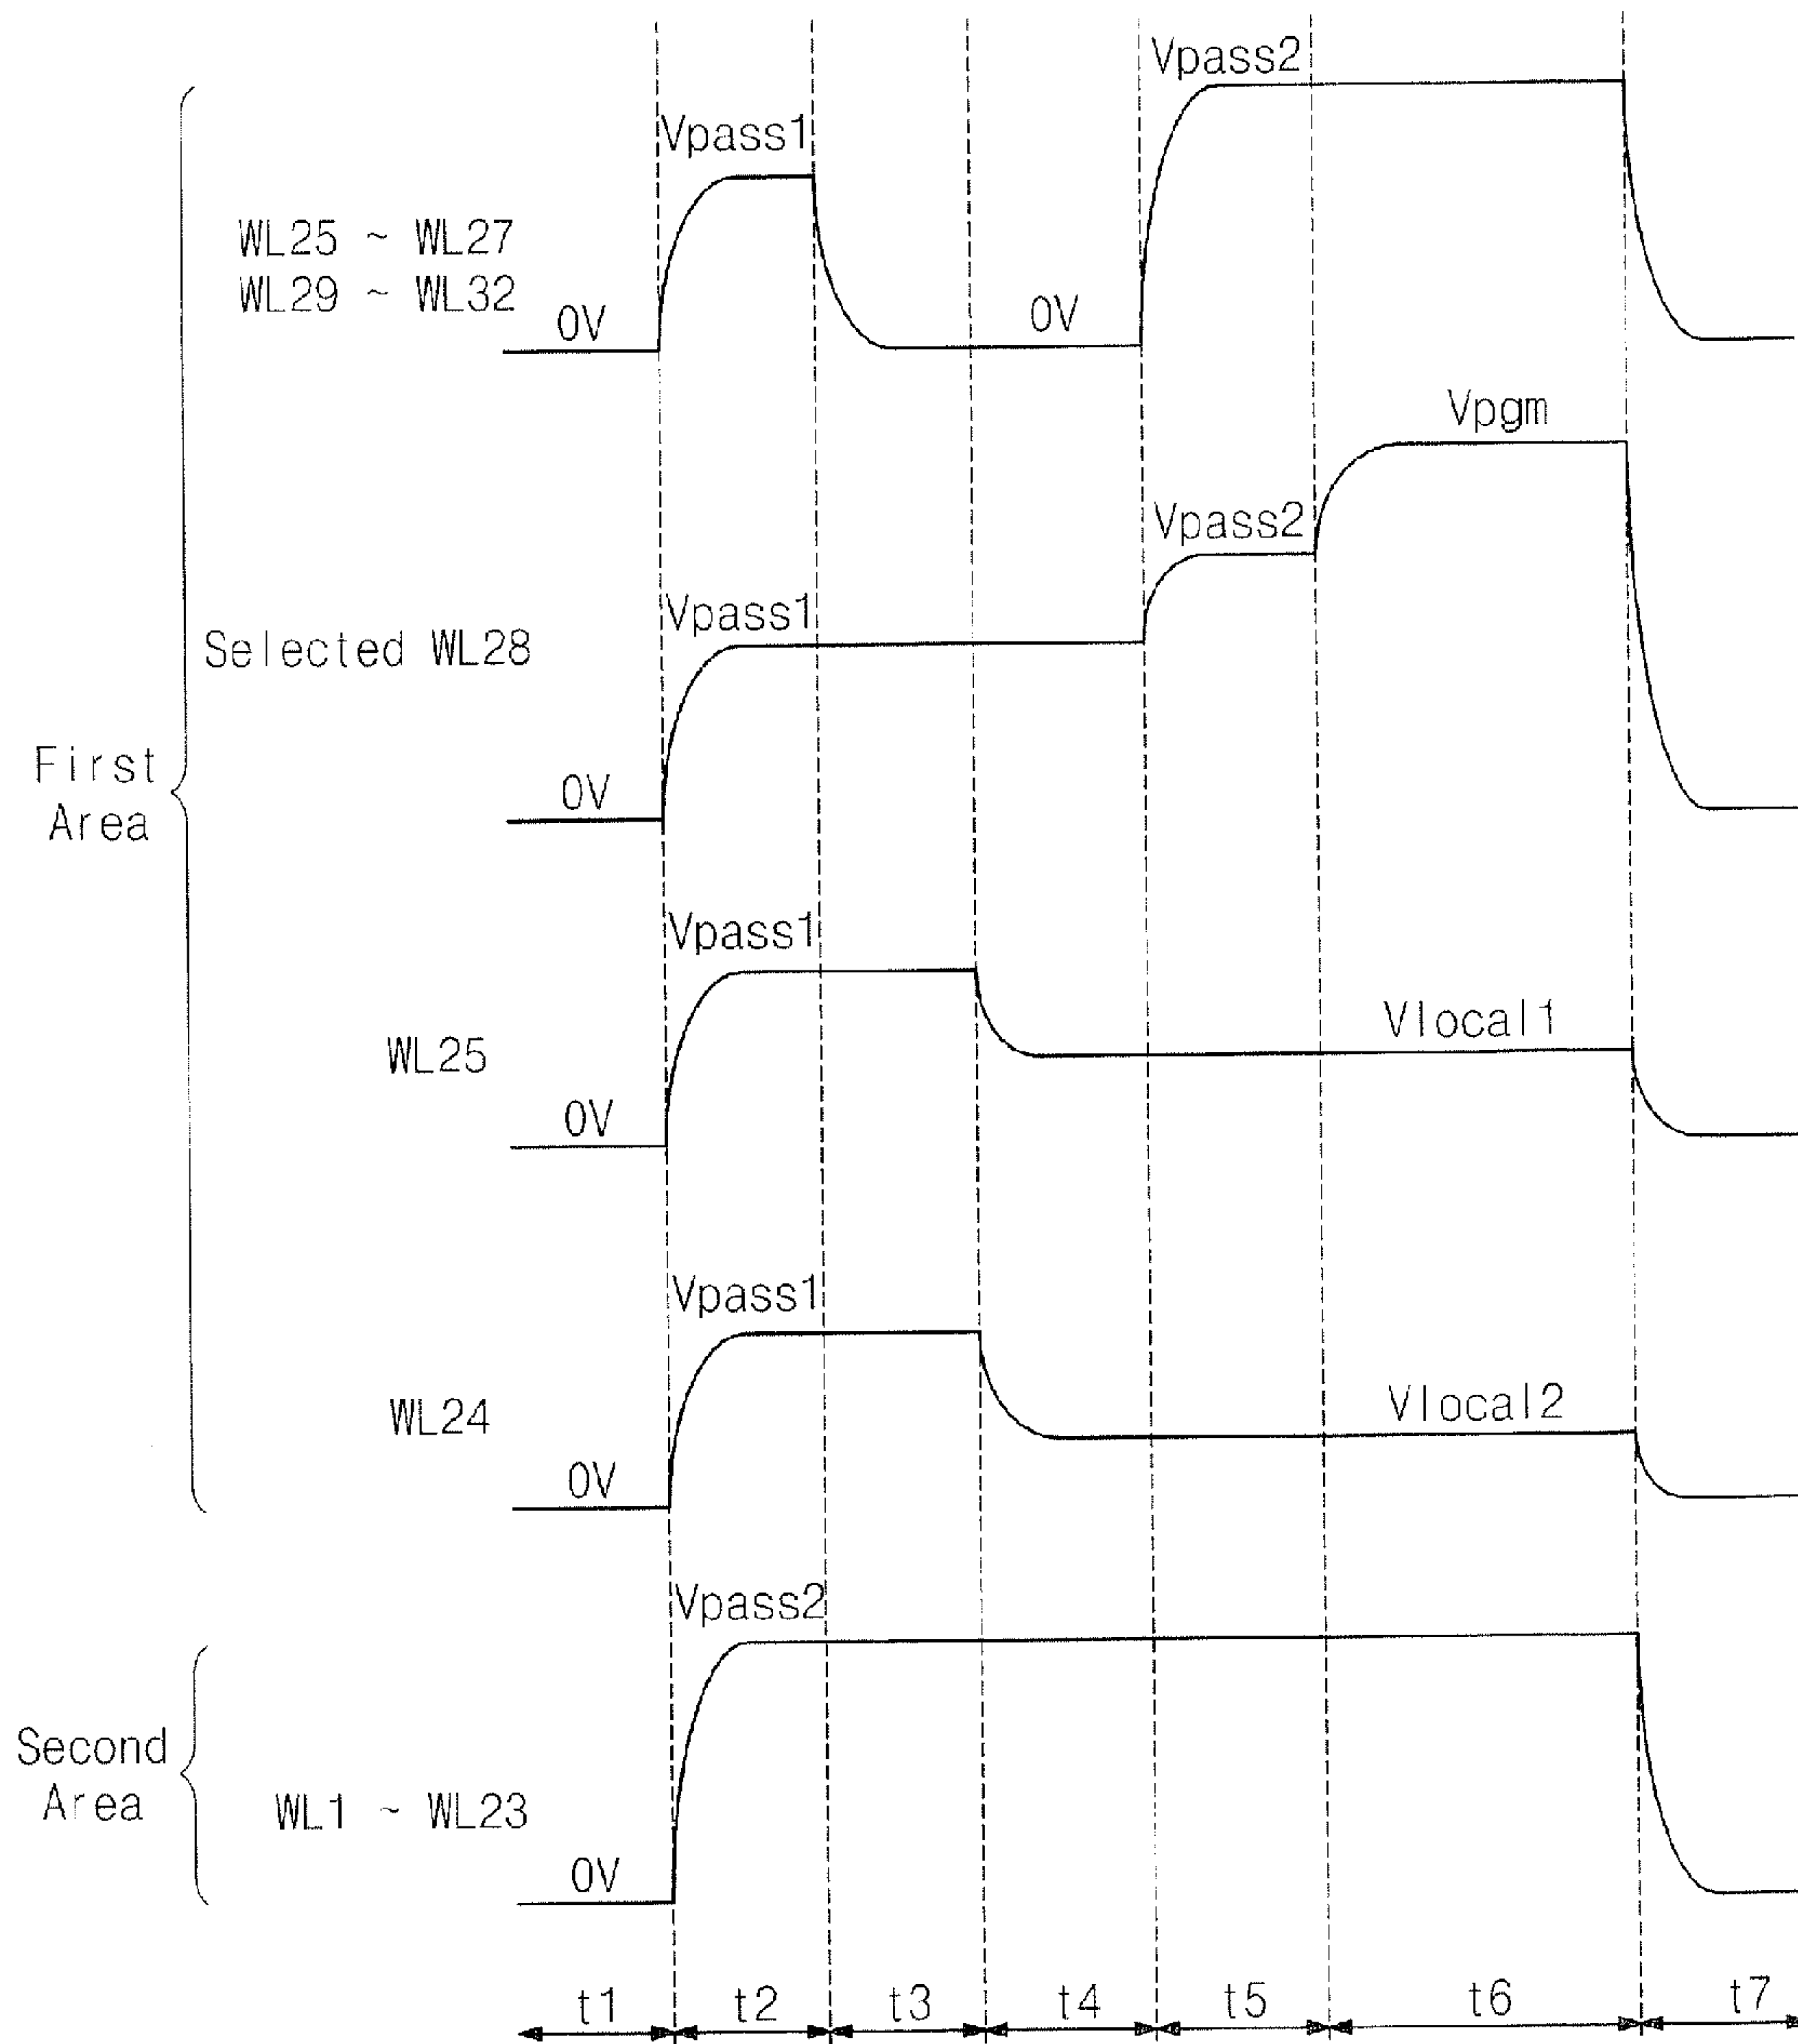 Vpass2
Vpass1
WL25 ~ WL27
WL29 ~ WL32
0V
0V
Vpgm
Vpass2
Vpass1
Selected WL28
First
Area
0V
Vpass1
Vlocal1
WL25
0V
Vpass1
Vlocal2
WL24
0V
Vpass2
Second
Area
WL1 ~ WL23
0V
t1
t2
t3
t4
t5
t6
t7